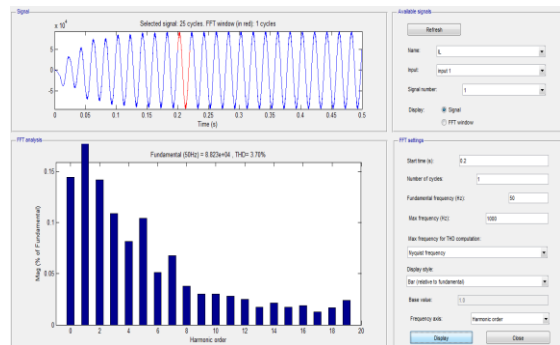 Signal
Selected signal: 25 cycles. FFT window (in red): 1 cycles
x 10^4
5
0
-5
0 0.05 0.1 0.15 0.2 0.25 0.3 0.35 0.4 0.45 0.5
Time (s)
FFT analysis
Fundamental (50Hz) = 8.823e+04 , THD= 3.70%
0.15
0.1
0.05
0
0 2 4 6 8 10 12 14 16 18 20
Harmonic order
Mag (% of Fundamental)
Available signals
Refresh
Name:
IL
Input:
input 1
Signal number:
1
Display:
Signal
FFT window
FFT settings
Start time (s):
0.2
Number of cycles:
1
Fundamental frequency (Hz):
50
Max frequency (Hz):
1000
Max frequency for THD computation:
Nyquist frequency
Display style:
Bar (relative to fundamental)
Base value:
1.0
Frequency axis:
Harmonic order
Display
Close